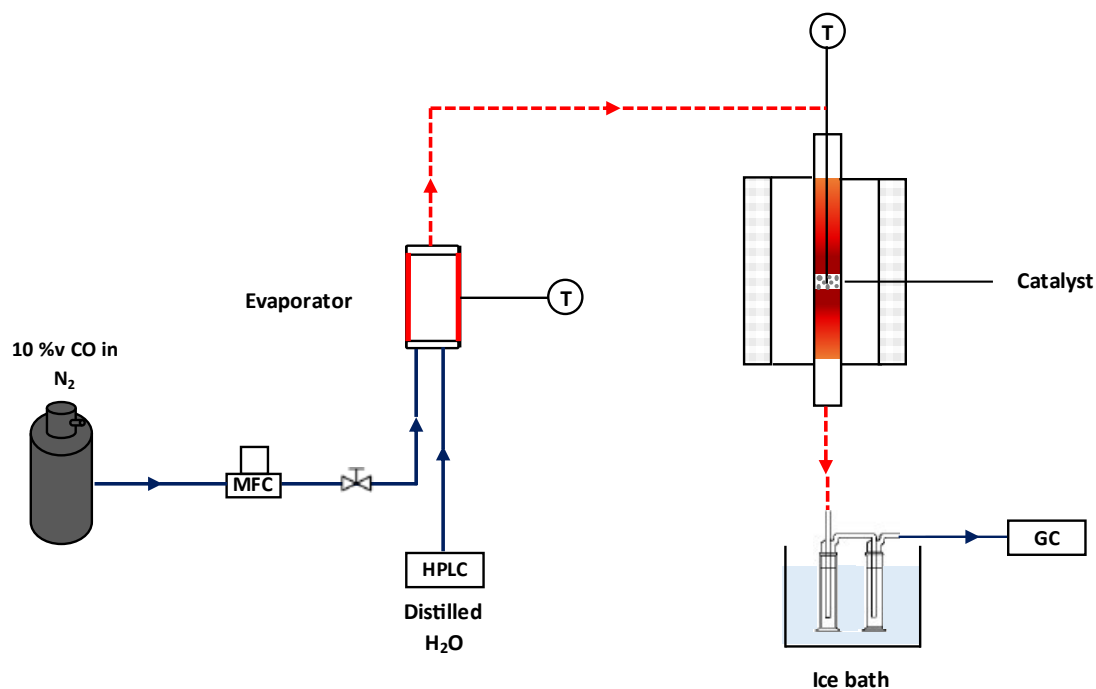 T
Evaporator
T
Catalyst
10 %v CO in
N₂
MFC
HPLC
Distilled
H₂O
GC
Ice bath